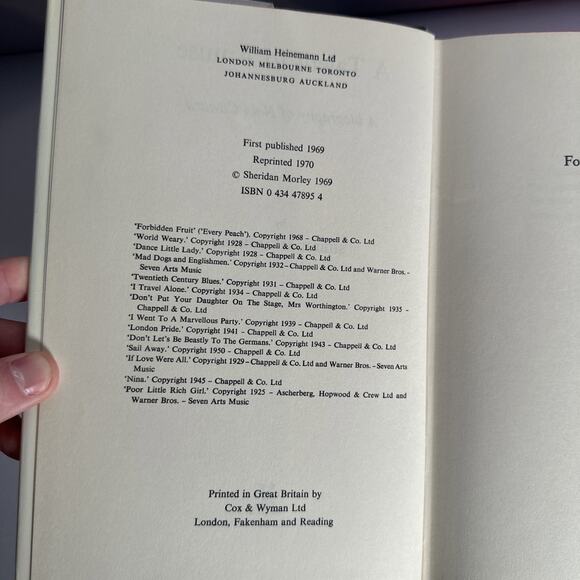 William Heinemann Ltd
LONDON MELBOURNE TORONTO
JOHANNESBURG AUCKLAND
First published 1969
Reprinted 1970
© Sheridan Morley 1969
ISBN 0 434 47895 4
'Forbidden Fruit' ('Every Peach'). Copyright 1968 – Chappell & Co. Ltd
'World Weary.' Copyright 1928 – Chappell & Co. Ltd
'Dance Little Lady.' Copyright 1928 – Chappell & Co. Ltd
'Mad Dogs and Englishmen.' Copyright 1932 – Chappell & Co. Ltd and Warner Bros. –
Seven Arts Music
'Twentieth Century Blues.' Copyright 1931 – Chappell & Co. Ltd
'I Travel Alone.' Copyright 1934 – Chappell & Co. Ltd
'Don't Put Your Daughter On The Stage, Mrs Worthington.' Copyright 1935 –
Chappell & Co. Ltd
'I Went To A Marvellous Party.' Copyright 1939 – Chappell & Co. Ltd
'London Pride.' Copyright 1941 – Chappell & Co. Ltd
'Don't Let's Be Beastly To The Germans.' Copyright 1943 – Chappell & Co. Ltd
'Sail Away.' Copyright 1950 – Chappell & Co. Ltd
'If Love Were All.' Copyright 1929 – Chappell & Co. Ltd and Warner Bros. – Seven Arts
Music
'Nina.' Copyright 1945 – Chappell & Co. Ltd
'Poor Little Rich Girl.' Copyright 1925 – Ascherberg, Hopwood & Crew Ltd and
Warner Bros. – Seven Arts Music
Printed in Great Britain by
Cox & Wyman Ltd
London, Fakenham and Reading
Fo